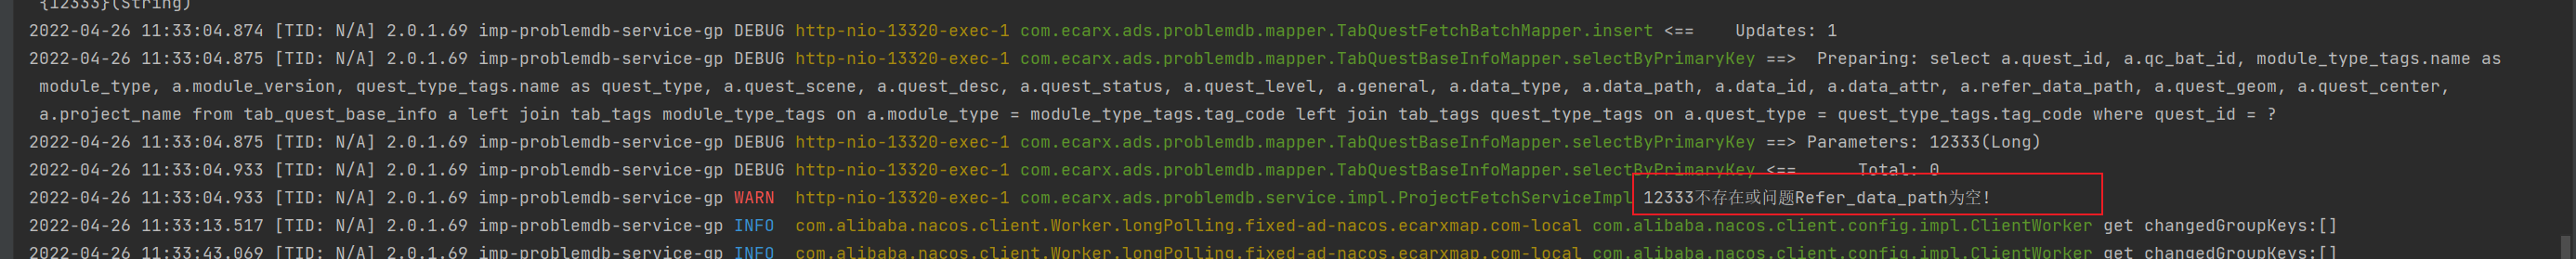 {12333}(String)
2022-04-26 11:33:04.874 [TID: N/A] 2.0.1.69 imp-problemdb-service-gp DEBUG http-nio-13320-exec-1 com.ecarx.ads.problemdb.mapper.TabQuestFetchBatchMapper.insert <==    Updates: 1
2022-04-26 11:33:04.875 [TID: N/A] 2.0.1.69 imp-problemdb-service-gp DEBUG http-nio-13320-exec-1 com.ecarx.ads.problemdb.mapper.TabQuestBaseInfoMapper.selectByPrimaryKey ==>  Preparing: select a.quest_id, a.qc_bat_id, module_type_tags.name as
module_type, a.module_version, quest_type_tags.name as quest_type, a.quest_scene, a.quest_desc, a.quest_status, a.quest_level, a.general, a.data_type, a.data_path, a.data_id, a.data_attr, a.refer_data_path, a.quest_geom, a.quest_center,
a.project_name from tab_quest_base_info a left join tab_tags module_type_tags on a.module_type = module_type_tags.tag_code left join tab_tags quest_type_tags on a.quest_type = quest_type_tags.tag_code where quest_id = ?
2022-04-26 11:33:04.875 [TID: N/A] 2.0.1.69 imp-problemdb-service-gp DEBUG http-nio-13320-exec-1 com.ecarx.ads.problemdb.mapper.TabQuestBaseInfoMapper.selectByPrimaryKey ==> Parameters: 12333(Long)
2022-04-26 11:33:04.933 [TID: N/A] 2.0.1.69 imp-problemdb-service-gp DEBUG http-nio-13320-exec-1 com.ecarx.ads.problemdb.mapper.TabQuestBaseInfoMapper.selectByPrimaryKey <==      Total: 0
2022-04-26 11:33:04.933 [TID: N/A] 2.0.1.69 imp-problemdb-service-gp WARN  http-nio-13320-exec-1 com.ecarx.ads.problemdb.service.impl.ProjectFetchServiceImpl 12333不存在或问题Refer_data_path为空!
2022-04-26 11:33:13.517 [TID: N/A] 2.0.1.69 imp-problemdb-service-gp INFO  com.alibaba.nacos.client.Worker.longPolling.fixed-ad-nacos.ecarxmap.com-local com.alibaba.nacos.client.config.impl.ClientWorker get changedGroupKeys:[]
2022-04-26 11:33:43.069 [TID: N/A] 2.0.1.69 imp-problemdb-service-gp INFO  com.alibaba.nacos.client.Worker.longPolling.fixed-ad-nacos.ecarxmap.com-local com.alibaba.nacos.client.config.impl.ClientWorker get changedGroupKeys:[]